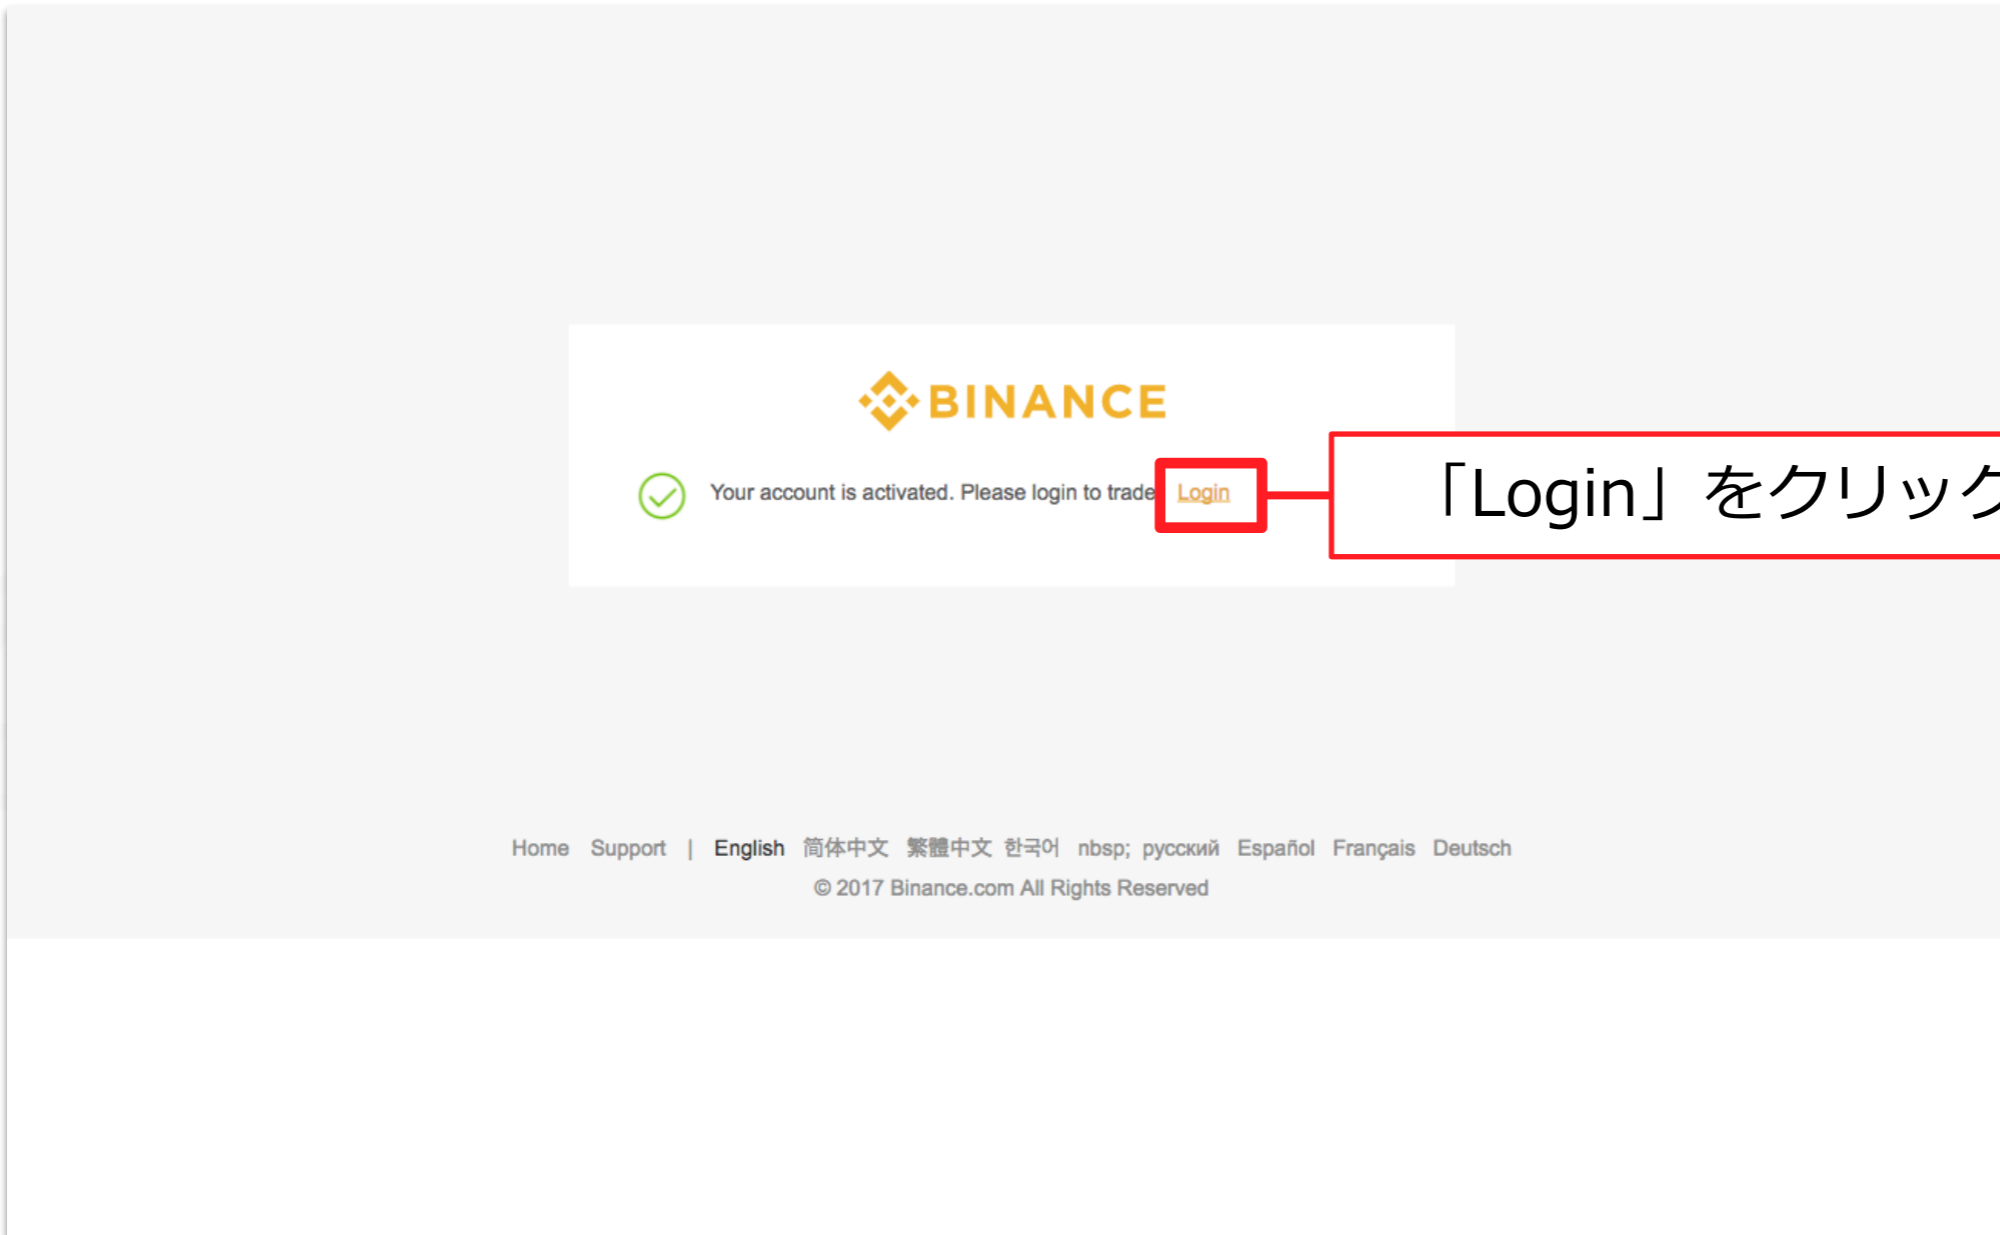 BINANCE
Your account is activated. Please login to trade Login
「Login」をクリック
Home Support | English 简体中文 繁體中文 한국어 nbsp; русский Español Français Deutsch
© 2017 Binance.com All Rights Reserved